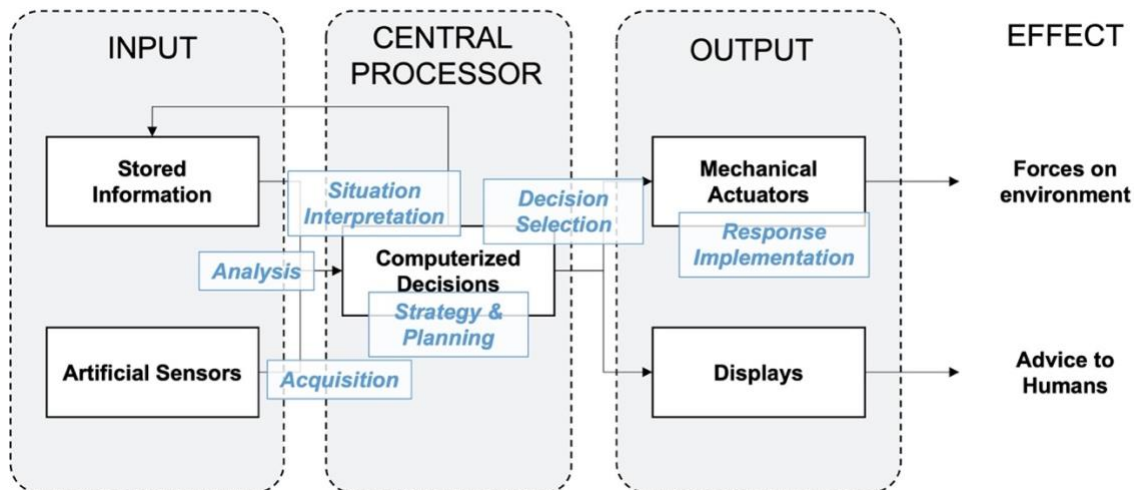 INPUT
CENTRAL
PROCESSOR
OUTPUT
EFFECT
Stored
Information
Situation
Interpretation
Decision
Selection
Mechanical
Actuators
Forces on
environment
Response
Implementation
Analysis
Computerized
Decisions
Strategy &
Planning
Artificial Sensors
Acquisition
Displays
Advice to
Humans